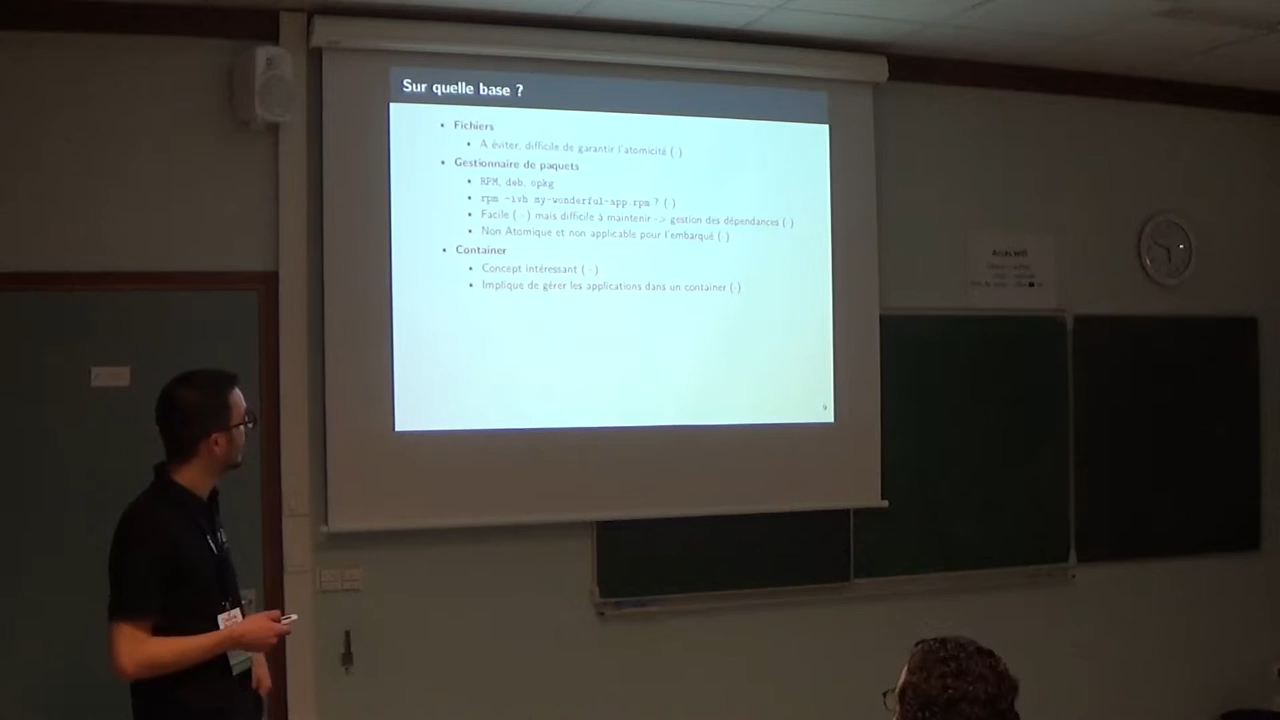 Sur quelle base ?
• Fichiers
• A éviter, difficile de garantir l'atomicité (·)
• Gestionnaire de paquets
• RPM, deb, opkg
• rpm -ivh my-wonderful-app.rpm ? (·)
• Facile (·) mais difficile à maintenir -> gestion des dépendances (·)
• Non Atomique et non applicable pour l'embarqué (·)
• Container
• Concept intéressant (·)
• Implique de gérer les applications dans un container (·)
9
Accès wifi